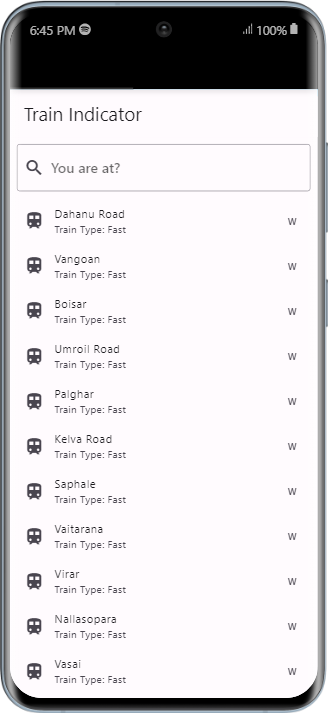 6:45 PM 100%
Train Indicator
You are at?
Dahanu Road
W
Train Type: Fast
Vangoan
W
Train Type: Fast
Boisar
W
Train Type: Fast
Umroil Road
W
Train Type: Fast
Palghar
W
Train Type: Fast
Kelva Road
W
Train Type: Fast
Saphale
W
Train Type: Fast
Vaitarana
W
Train Type: Fast
Virar
W
Train Type: Fast
Nallasopara
W
Train Type: Fast
Vasai
W
Train Type: Fast